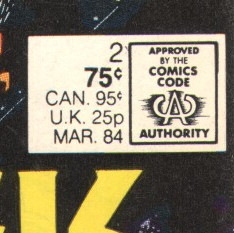 2
75¢
CAN. 95¢
U.K. 25p
MAR. 84
APPROVED
BY THE
COMICS
CODE
CA
AUTHORITY